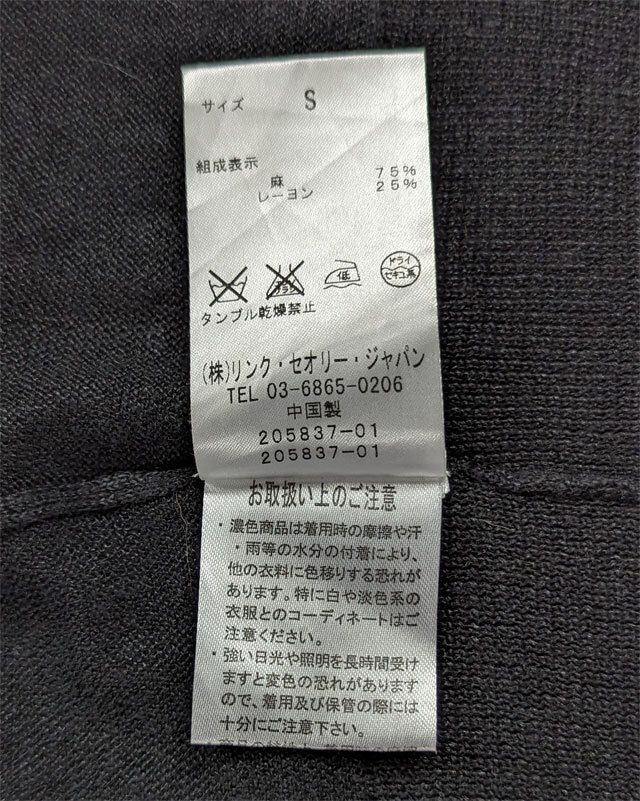 サイズ S
組成表示
麻 75%
レーヨン 25%
低 ドライ
セキユ系
タンブル乾燥禁止
(株)リンク・セオリー・ジャパン
TEL 03-6865-0206
中国製
205837-01
205837-01
お取扱い上のご注意
・濃色商品は着用時の摩擦や汗
・雨等の水分の付着により、
他の衣料に色移りする恐れが
あります。特に白や淡色系の
衣服とのコーディネートはご
注意ください。
・強い日光や照明を長時間受け
ますと変色の恐れがあります
ので、着用及び保管の際には
十分にご注意下さい。